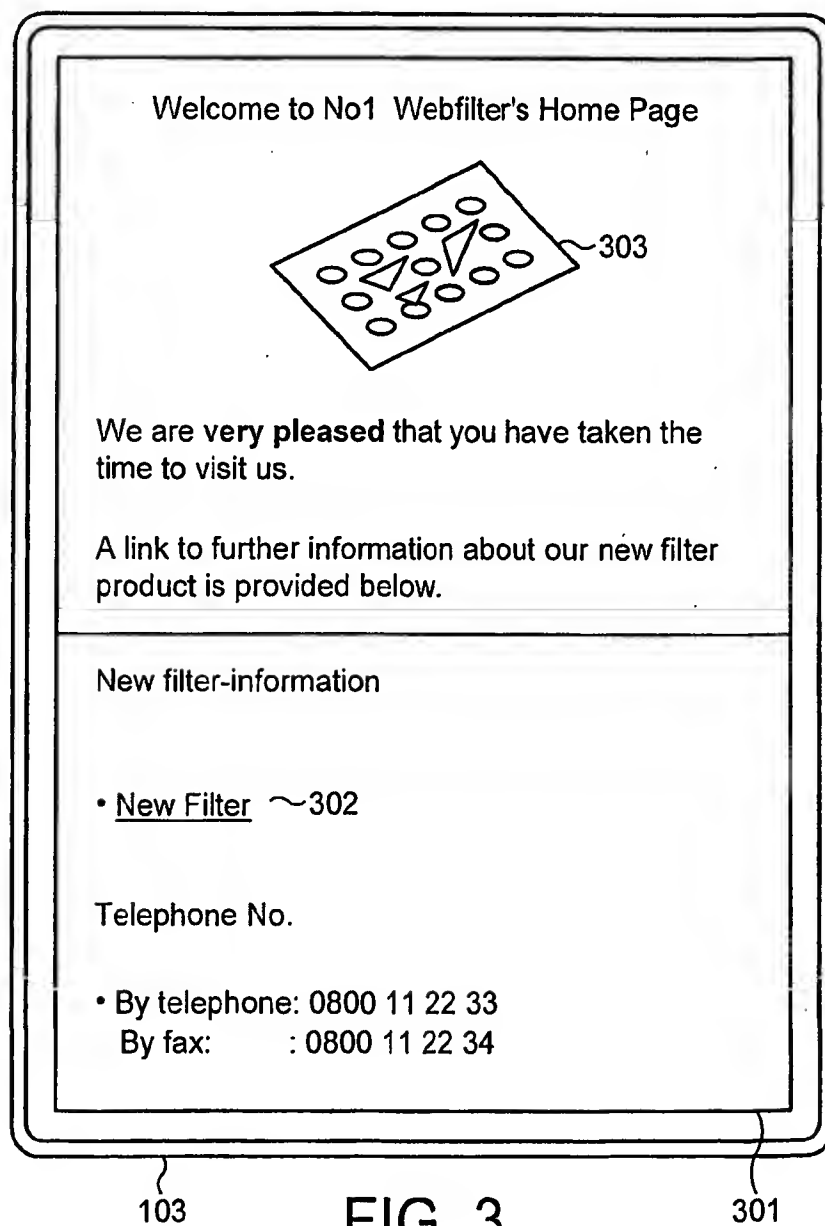 Welcome to No1 Webfilter's Home Page
303
We are very pleased that you have taken the
time to visit us.
A link to further information about our new filter
product is provided below.
New filter-information
• New Filter 302
Telephone No.
• By telephone: 0800 11 22 33
By fax: : 0800 11 22 34
103
FIG. 3
301